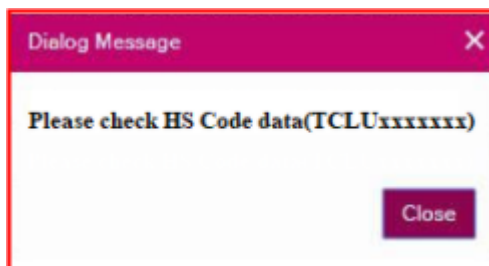 Dialog Message ×
Please check HS Code data(TCLUxxxxxxx)
Close